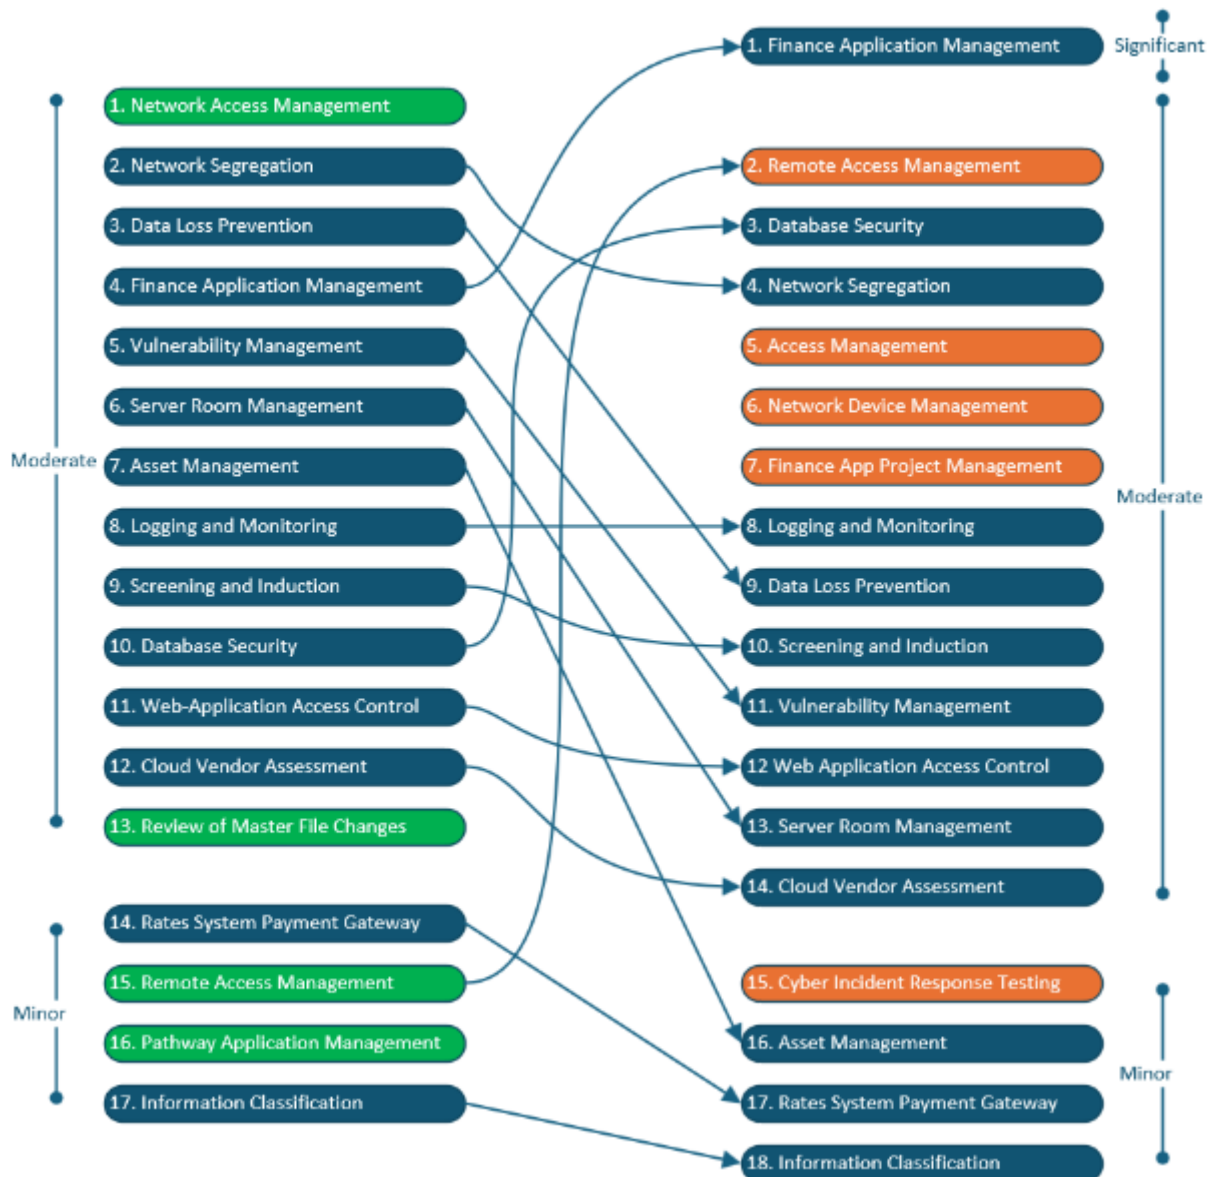 1. Finance Application Management
Significant
1. Network Access Management
2. Network Segregation
2. Remote Access Management
3. Data Loss Prevention
3. Database Security
4. Finance Application Management
4. Network Segregation
5. Vulnerability Management
5. Access Management
6. Server Room Management
6. Network Device Management
Moderate
7. Asset Management
7. Finance App Project Management
Moderate
8. Logging and Monitoring
8. Logging and Monitoring
9. Screening and Induction
9. Data Loss Prevention
10. Database Security
10. Screening and Induction
11. Web-Application Access Control
11. Vulnerability Management
12. Cloud Vendor Assessment
12 Web Application Access Control
13. Review of Master File Changes
13. Server Room Management
14. Cloud Vendor Assessment
14. Rates System Payment Gateway
15. Remote Access Management
15. Cyber Incident Response Testing
Minor
16. Pathway Application Management
16. Asset Management
Minor
17. Information Classification
17. Rates System Payment Gateway
18. Information Classification